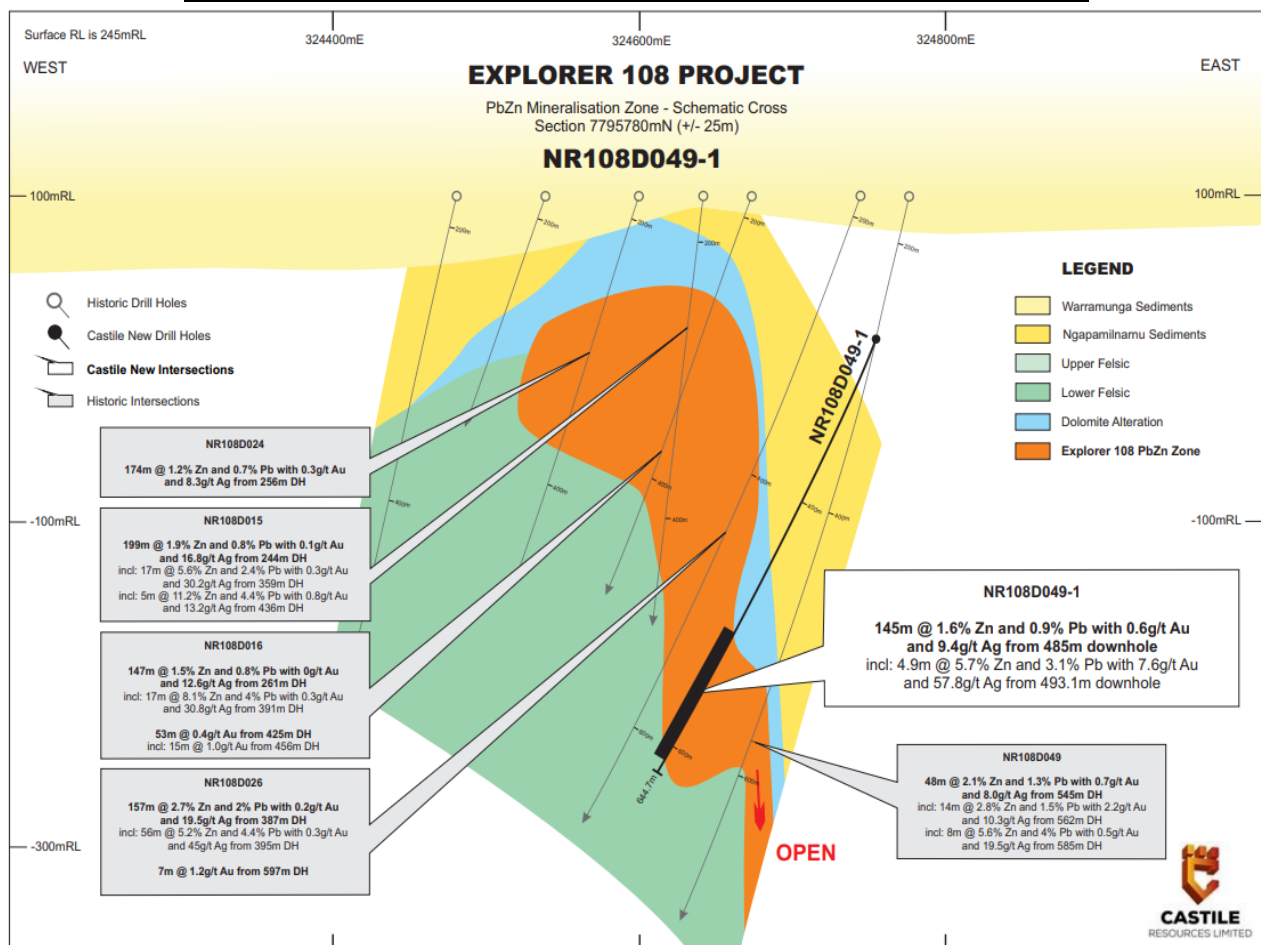 Surface RL is 245mRL
324400mE
324600mE
324800mE
WEST
EAST
EXPLORER 108 PROJECT
PbZn Mineralisation Zone - Schematic Cross
Section 7795780mN (+/- 25m)
NR108D049-1
100mRL
100mRL
200m
200m
200m
200m
200m
200m
200m
LEGEND
Warramunga Sediments
Ngapamilnamu Sediments
Upper Felsic
Lower Felsic
Dolomite Alteration
Explorer 108 PbZn Zone
Historic Drill Holes
Castile New Drill Holes
Castile New Intersections
Historic Intersections
NR108D049-1
NR108D024
174m @ 1.2% Zn and 0.7% Pb with 0.3g/t Au
and 8.3g/t Ag from 256m DH
400m
400m
400m
400m
400m
400m
400m
-100mRL
-100mRL
NR108D015
199m @ 1.9% Zn and 0.8% Pb with 0.1g/t Au
and 16.8g/t Ag from 244m DH
incl: 17m @ 5.6% Zn and 2.4% Pb with 0.3g/t Au
and 30.2g/t Ag from 359m DH
incl: 5m @ 11.2% Zn and 4.4% Pb with 0.8g/t Au
and 13.2g/t Ag from 436m DH
NR108D016
147m @ 1.5% Zn and 0.8% Pb with 0g/t Au
and 12.6g/t Ag from 261m DH
incl: 17m @ 8.1% Zn and 4% Pb with 0.3g/t Au
and 30.8g/t Ag from 391m DH
53m @ 0.4g/t Au from 425m DH
incl: 15m @ 1.0g/t Au from 456m DH
NR108D026
157m @ 2.7% Zn and 2% Pb with 0.2g/t Au
and 19.5g/t Ag from 387m DH
incl: 56m @ 5.2% Zn and 4.4% Pb with 0.3g/t Au
and 45g/t Ag from 395m DH
7m @ 1.2g/t Au from 597m DH
NR108D049-1
145m @ 1.6% Zn and 0.9% Pb with 0.6g/t Au
and 9.4g/t Ag from 485m downhole
incl: 4.9m @ 5.7% Zn and 3.1% Pb with 7.6g/t Au
and 57.8g/t Ag from 493.1m downhole
600m
600m
600m
644.7m
NR108D049
48m @ 2.1% Zn and 1.3% Pb with 0.7g/t Au
and 8.0g/t Ag from 545m DH
incl: 14m @ 2.8% Zn and 1.5% Pb with 2.2g/t Au
and 10.3g/t Ag from 562m DH
incl: 8m @ 5.6% Zn and 4% Pb with 0.5g/t Au
and 19.5g/t Ag from 585m DH
OPEN
-300mRL
-300mRL
CASTILE
RESOURCES LIMITED